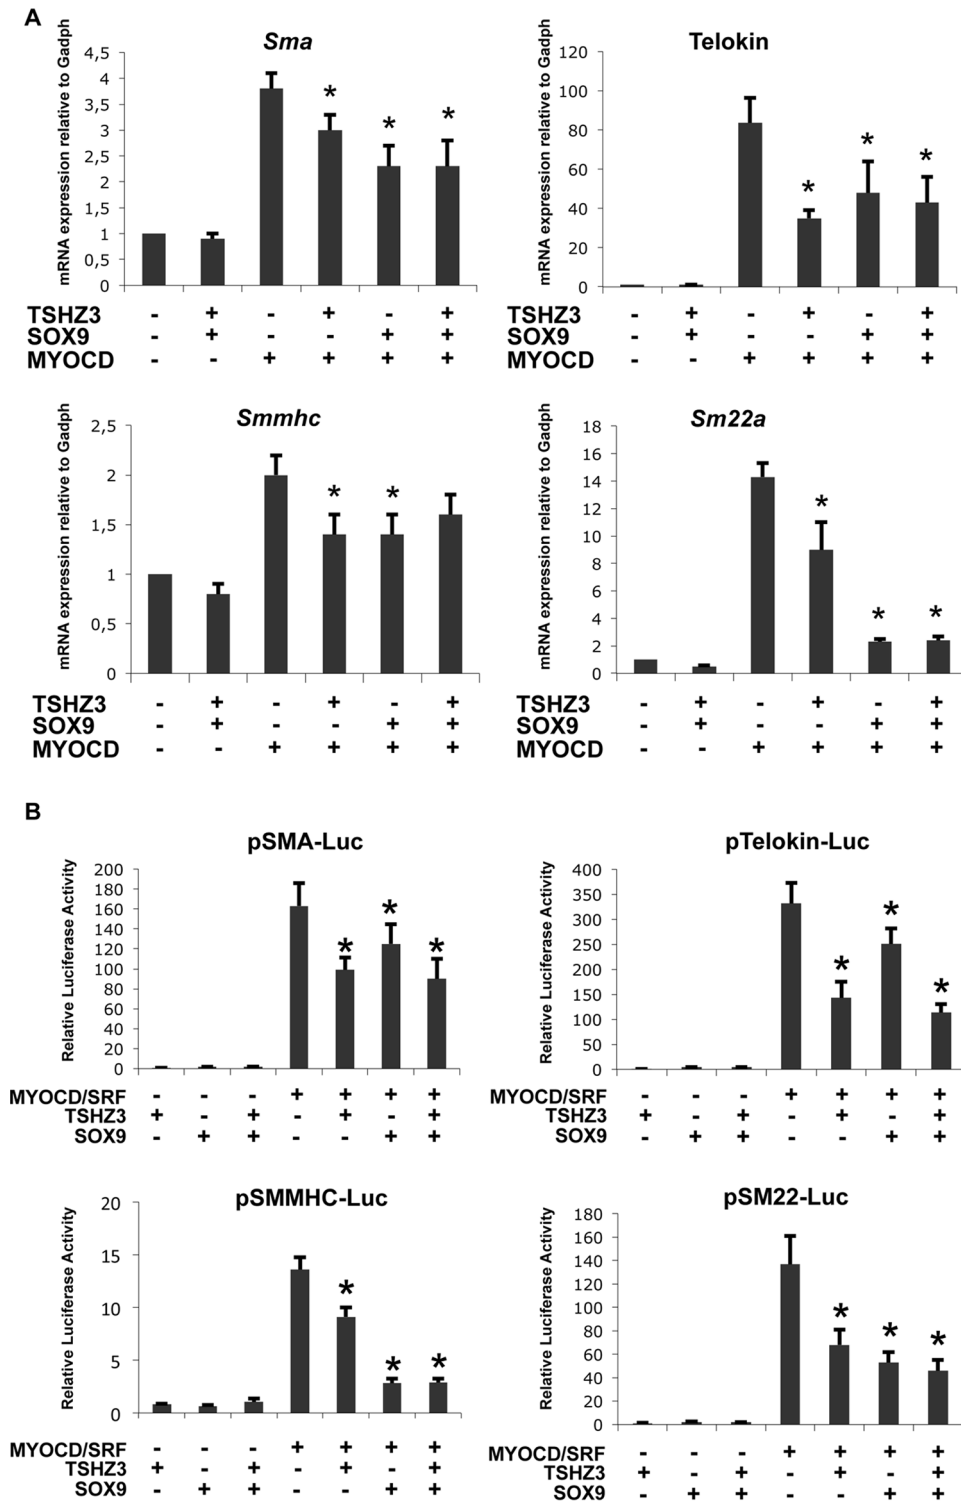 A
Sma
mRNA expression relative to Gadph
4,5
4
3,5
3
2,5
2
1,5
1
0,5
0
* * *
TSHZ3 - + - + - +
SOX9 - + - - + +
MYOCD - - + + + +
Telokin
mRNA expression relative to Gadph
120
100
80
60
40
20
0
* * *
TSHZ3 - + - + - +
SOX9 - + - - + +
MYOCD - - + + + +
Smmhc
mRNA expression relative to Gadph
2,5
2
1,5
1
0,5
0
* *
TSHZ3 - + - + - +
SOX9 - + - - + +
MYOCD - - + + + +
Sm22a
mRNA expression relative to Gadph
18
16
14
12
10
8
6
4
2
0
* * *
TSHZ3 - + - + - +
SOX9 - + - - + +
MYOCD - - + + + +
B
pSMA-Luc
Relative Luciferase Activity
200
180
160
140
120
100
80
60
40
20
0
* * *
MYOCD/SRF - - - + + + +
TSHZ3 + - + - + - +
SOX9 - + + - - + +
pTelokin-Luc
Relative Luciferase Activity
400
350
300
250
200
150
100
50
0
* * *
MYOCD/SRF - - - + + + +
TSHZ3 + - + - + - +
SOX9 - + + - - + +
pSMMHC-Luc
Relative Luciferase Activity
20
15
10
5
0
* * *
MYOCD/SRF - - - + + + +
TSHZ3 + - + - + - +
SOX9 - + + - - + +
pSM22-Luc
Relative Luciferase Activity
180
160
140
120
100
80
60
40
20
0
* * *
MYOCD/SRF - - - + + + +
TSHZ3 + - + - + - +
SOX9 - + + - - + +